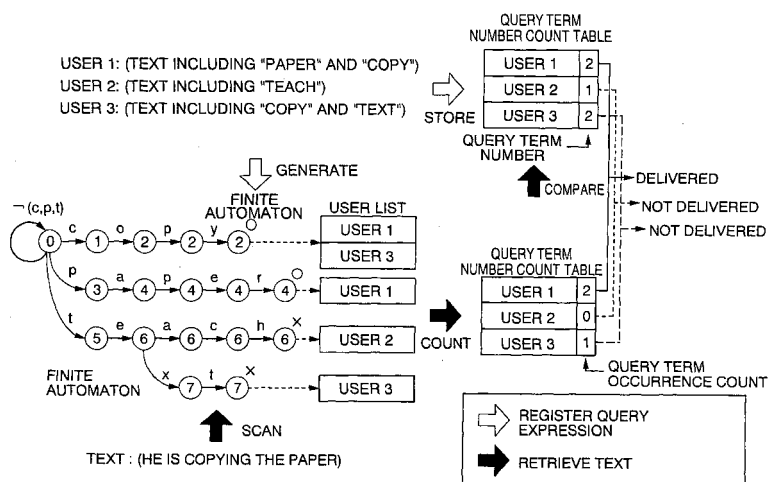 QUERY TERM
NUMBER COUNT TABLE
USER 1: (TEXT INCLUDING "PAPER" AND "COPY")
USER 2: (TEXT INCLUDING "TEACH")
USER 3: (TEXT INCLUDING "COPY" AND "TEXT")
STORE
USER 1 2
USER 2 1
USER 3 2
QUERY TERM
NUMBER
COMPARE
DELIVERED
NOT DELIVERED
NOT DELIVERED
GENERATE
FINITE
AUTOMATON
USER LIST
¬ (c,p,t)
c o p y
0 1 2 2 2
USER 1
USER 3
p a p e r
3 4 4 4 4
USER 1
t e a c h
5 6 6 6 6
USER 2
x t
7 7
USER 3
FINITE
AUTOMATON
SCAN
TEXT : (HE IS COPYING THE PAPER)
COUNT
QUERY TERM
NUMBER COUNT TABLE
USER 1 2
USER 2 0
USER 3 1
QUERY TERM
OCCURRENCE COUNT
REGISTER QUERY
EXPRESSION
RETRIEVE TEXT